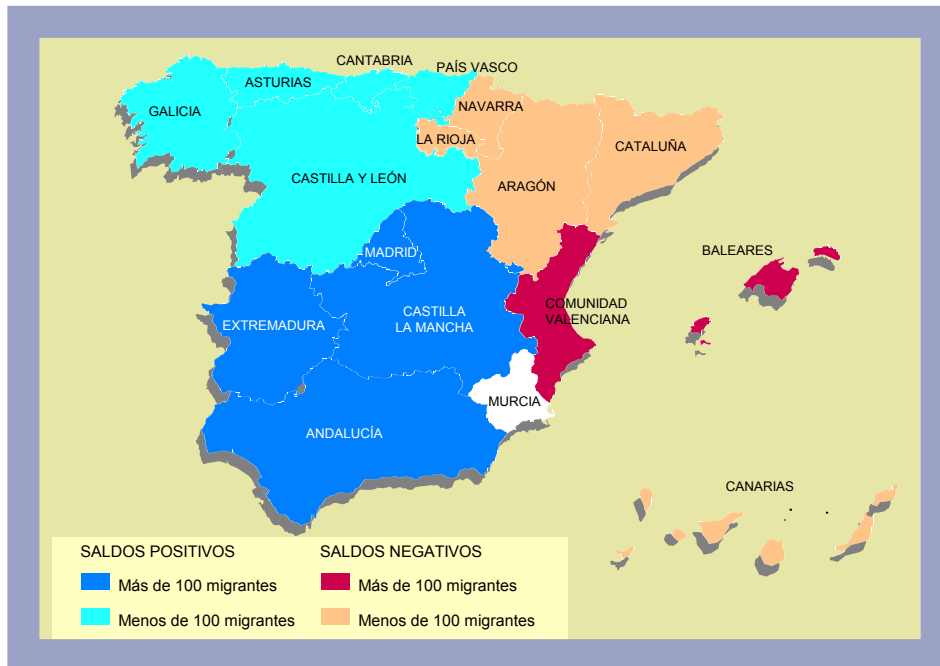 CANTABRIA
PAÍS VASCO
ASTURIAS
GALICIA
NAVARRA
LA RIOJA
CATALUÑA
CASTILLA Y LEÓN
ARAGÓN
MADRID
BALEARES
EXTREMADURA
CASTILLA
LA MANCHA
COMUNIDAD
VALENCIANA
MURCIA
ANDALUCÍA
CANARIAS
SALDOS POSITIVOS
Más de 100 migrantes
Menos de 100 migrantes
SALDOS NEGATIVOS
Más de 100 migrantes
Menos de 100 migrantes